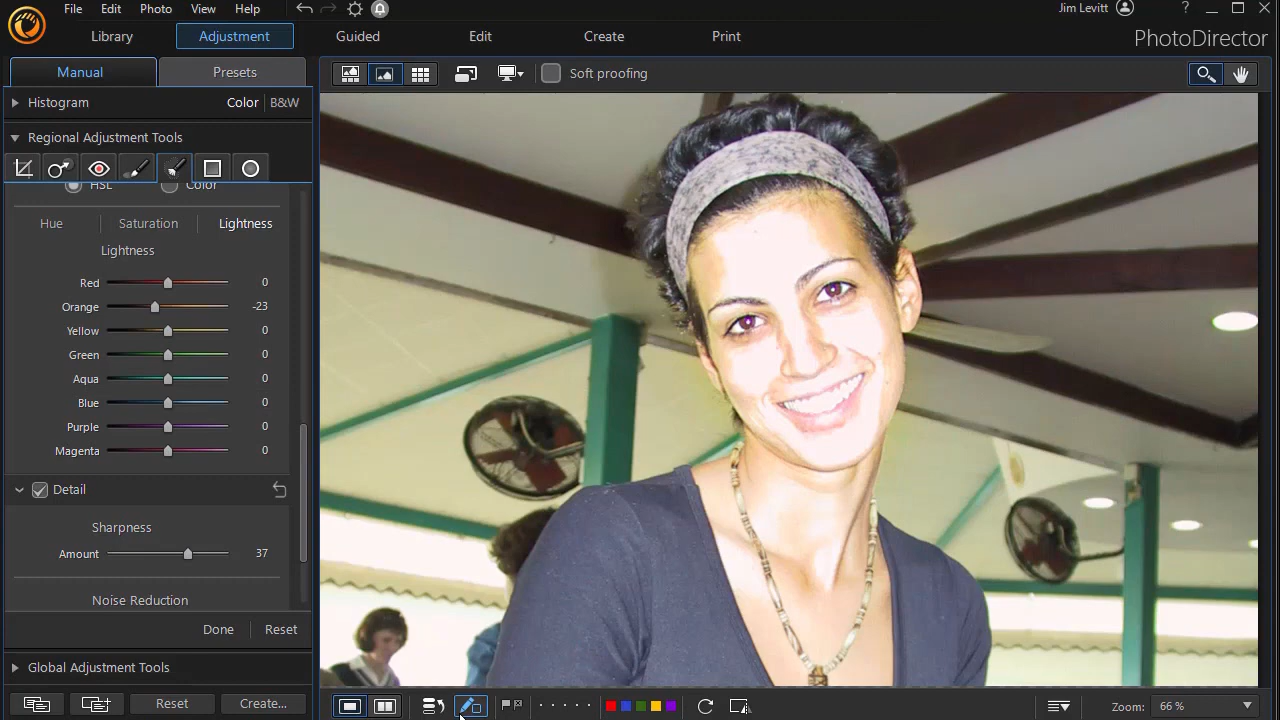 File Edit Photo View Help Jim Levitt ?
Library Adjustment Guided Edit Create Print PhotoDirector
Manual Presets Soft proofing
Histogram Color | B&W
Regional Adjustment Tools
HSL Color
Hue Saturation Lightness
Lightness
Red 0
Orange -23
Yellow 0
Green 0
Aqua 0
Blue 0
Purple 0
Magenta 0
Detail
Sharpness
Amount 37
Noise Reduction
Done Reset
Global Adjustment Tools
Reset Create... Zoom: 66 %